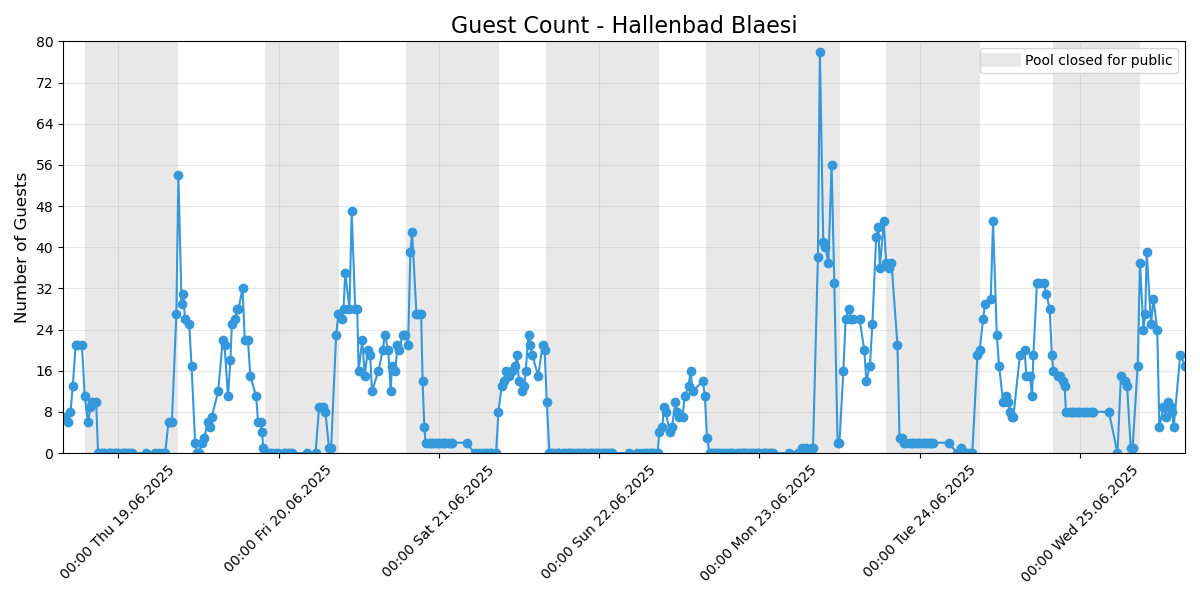 Guest Count - Hallenbad Blaesi
Pool closed for public
Number of Guests
80
72
64
56
48
40
32
24
16
8
0
00:00 Thu 19.06.2025
00:00 Fri 20.06.2025
00:00 Sat 21.06.2025
00:00 Sun 22.06.2025
00:00 Mon 23.06.2025
00:00 Tue 24.06.2025
00:00 Wed 25.06.2025